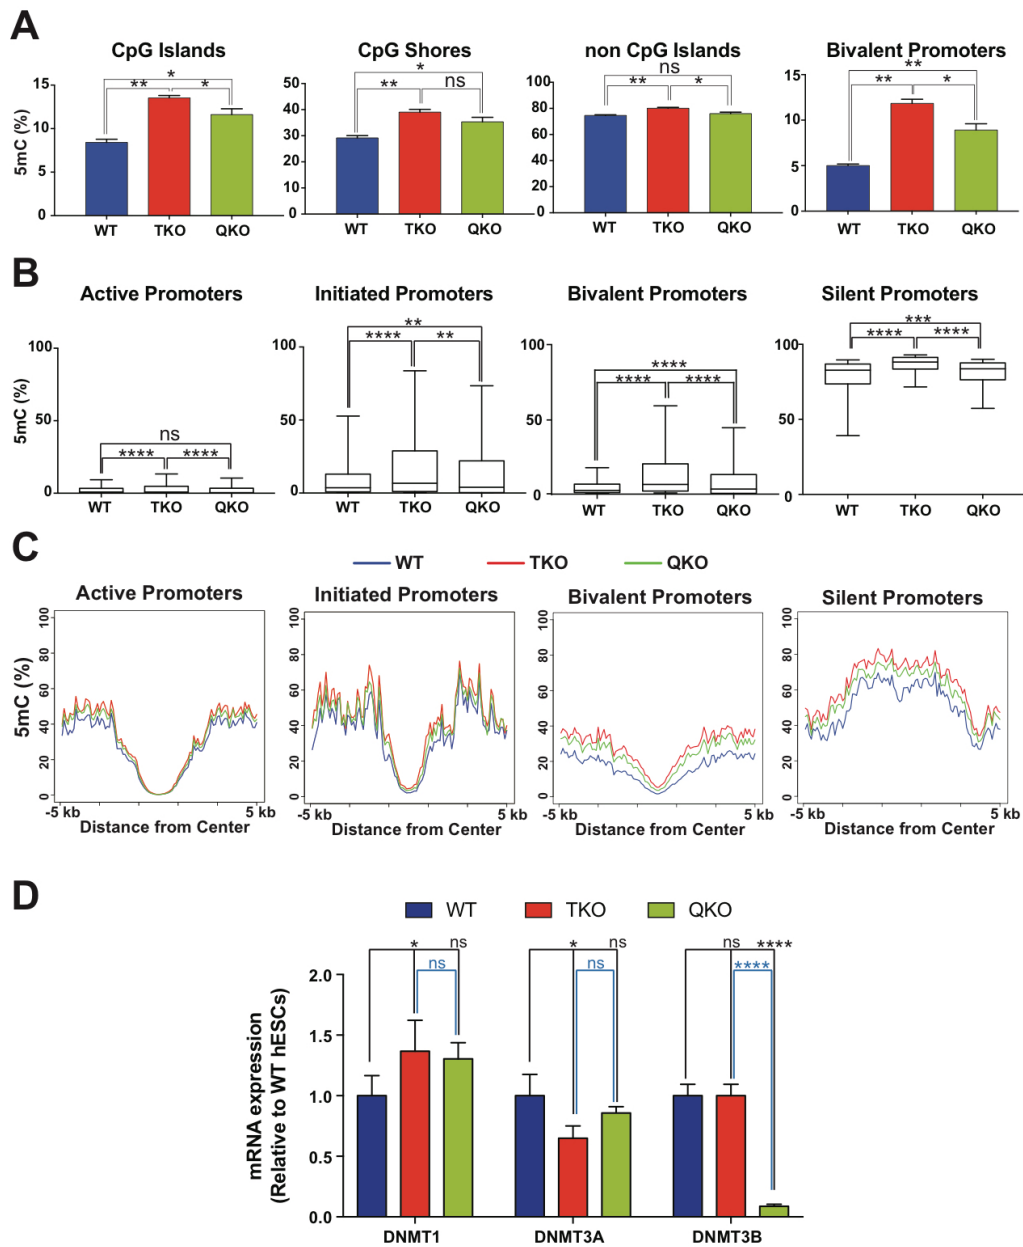 A
CpG Islands CpG Shores non CpG Islands Bivalent Promoters
5mC (%)
15
10
5
0
* ** *
WT TKO QKO
50
40
30
20
10
0
* ** ns
WT TKO QKO
100
80
60
40
20
0
ns ** *
WT TKO QKO
15
10
5
0
** ** *
WT TKO QKO
B
Active Promoters Initiated Promoters Bivalent Promoters Silent Promoters
5mC (%)
100
50
0
ns
**** ****
WT TKO QKO
100
50
0
**
**** **
WT TKO QKO
100
50
0
****
**** ****
WT TKO QKO
100
50
0
***
**** ****
WT TKO QKO
C
WT TKO QKO
Active Promoters Initiated Promoters Bivalent Promoters Silent Promoters
5mC (%)
100
80
60
40
20
0
-5 kb 5 kb
Distance from Center
100
80
60
40
20
0
-5 kb 5 kb
Distance from Center
100
80
60
40
20
0
-5 kb 5 kb
Distance from Center
100
80
60
40
20
0
-5 kb 5 kb
Distance from Center
D
WT TKO QKO
mRNA expression
(Relative to WT hESCs)
2.0
1.5
1.0
0.5
0.0
* ns * ns ns ****
ns ns ****
DNMT1 DNMT3A DNMT3B